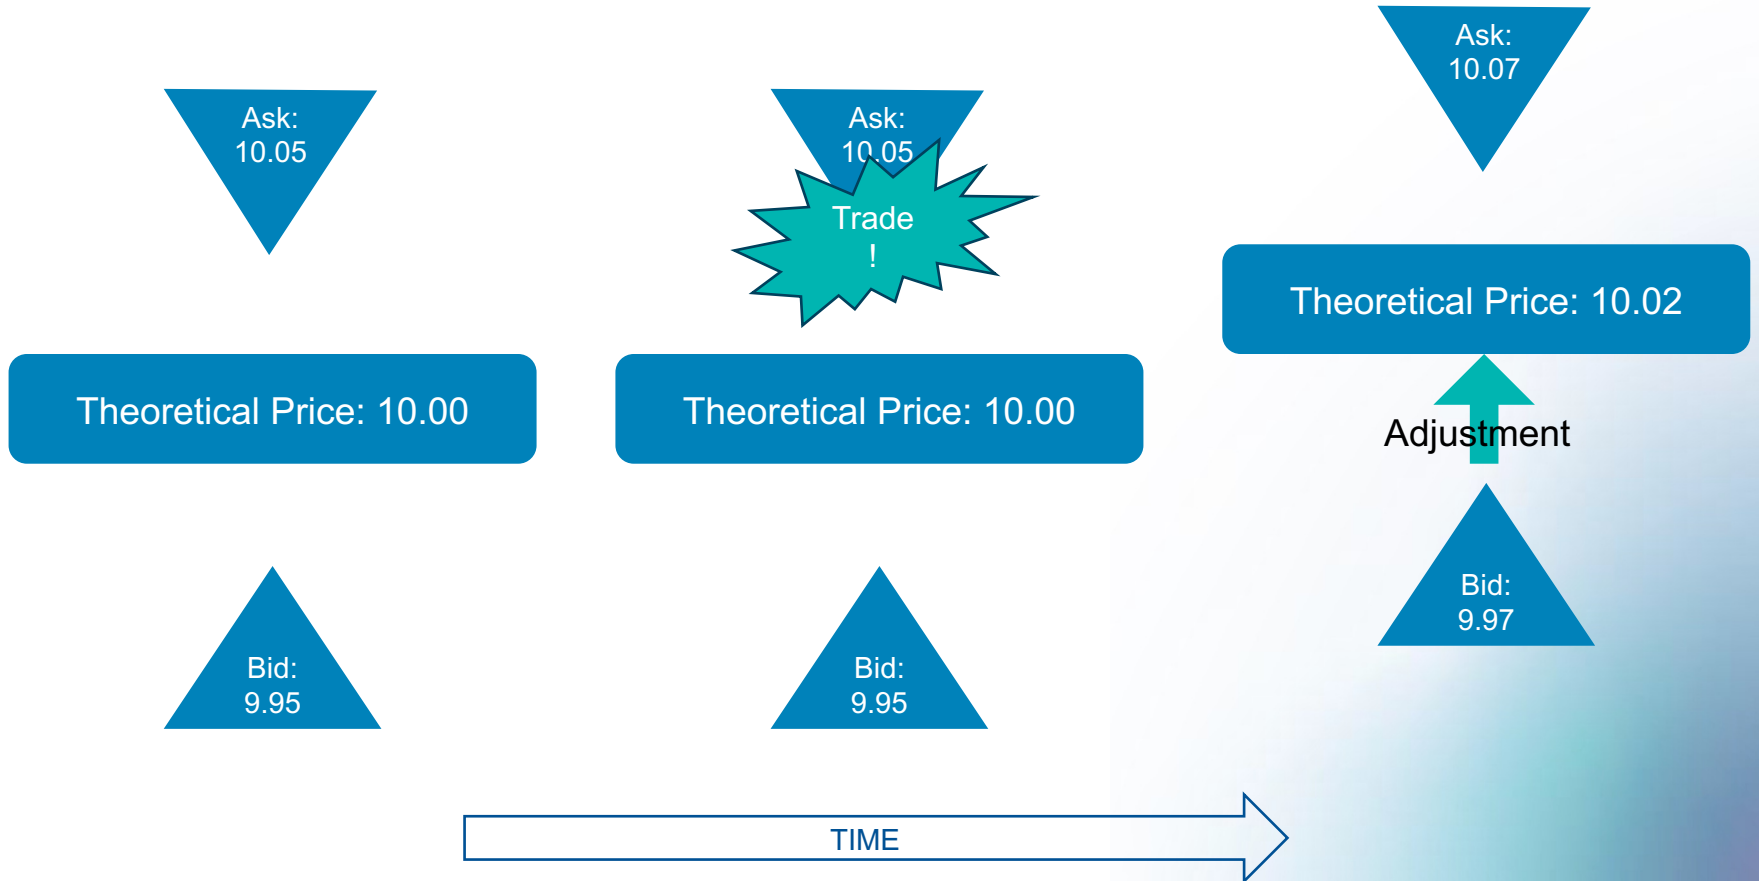 Ask:
10.05
Theoretical Price: 10.00
Bid:
9.95
Ask:
10.05
Trade
!
Theoretical Price: 10.00
Bid:
9.95
Ask:
10.07
Theoretical Price: 10.02
Adjustment
Bid:
9.97
TIME